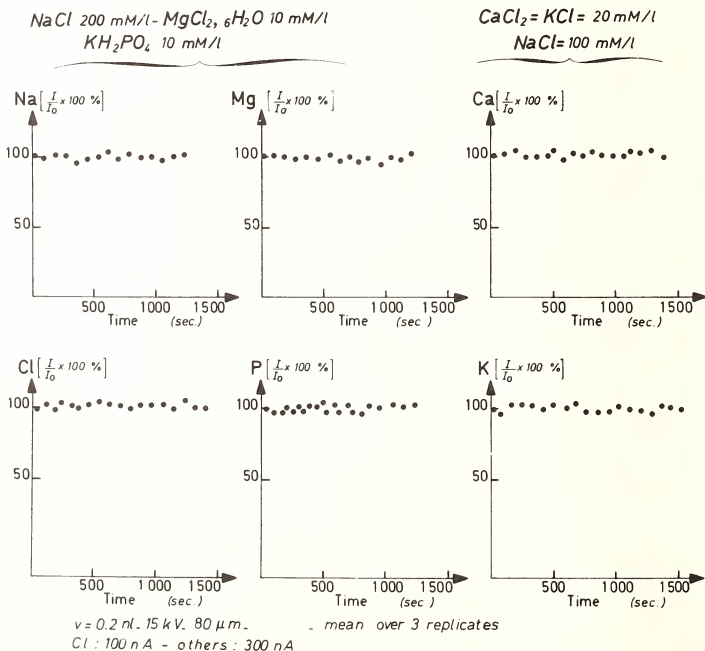 NaCl 200 mM/l - MgCl2, 6H2O 10 mM/l
KH2PO4 10 mM/l
CaCl2 = KCl = 20 mM/l
NaCl = 100 mM/l
Na [I/Io x 100 %]
100
50
500 1000 1500
Time (sec.)
Mg [I/Io x 100 %]
100
50
500 1000 1500
Time (sec.)
Ca [I/Io x 100 %]
100
50
500 1000 1500
Time (sec.)
Cl [I/Io x 100 %]
100
50
500 1000 1500
Time (sec.)
P [I/Io x 100 %]
100
50
500 1000 1500
Time (sec.)
K [I/Io x 100 %]
100
50
500 1000 1500
Time (sec.)
v = 0.2 nl_ 15 kV_ 80 µm_ _ mean over 3 replicates
Cl : 100 nA - others : 300 nA